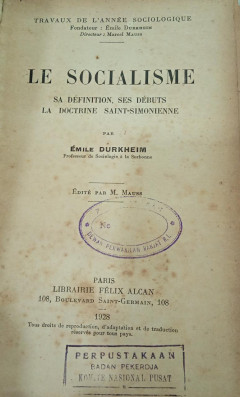 TRAVAUX DE L'ANNÉE SOCIOLOGIQUE
Fondateur : Émile Durkheim
Directeur : Marcel Mauss
LE SOCIALISME
SA DÉFINITION, SES DÉBUTS
LA DOCTRINE SAINT-SIMONIENNE
PAR
ÉMILE DURKHEIM
Professeur de Sociologie à la Sorbonne
Édité par M. Mauss
No
PARIS
LIBRAIRIE FÉLIX ALCAN
108, Boulevard Saint-Germain, 108
1928
Tous droits de reproduction, d'adaptation et de traduction
réservés pour tous pays.
PERPUSTAKAAN
BADAN PEKERDJA
KOMITE NASIONAL PUSAT